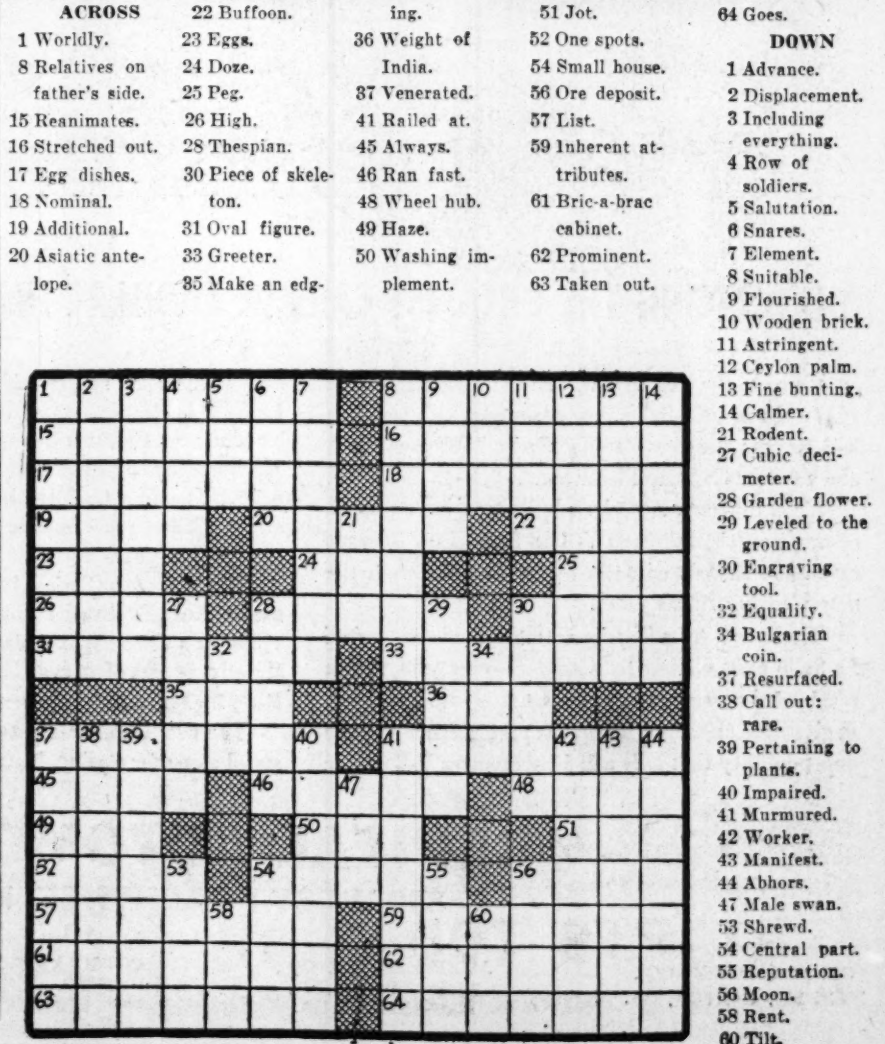 ACROSS
1 Worldly.
8 Relatives on
father's side.
15 Reanimates.
16 Stretched out.
17 Egg dishes.
18 Nominal.
19 Additional.
20 Asiatic ante-
lope.
22 Buffoon.
23 Eggs.
24 Doze.
25 Peg.
26 High.
28 Thespian.
30 Piece of skele-
ton.
31 Oval figure.
33 Greeter.
35 Make an edg-
ing.
36 Weight of
India.
37 Venerated.
41 Railed at.
45 Always.
46 Ran fast.
48 Wheel hub.
49 Haze.
50 Washing im-
plement.
51 Jot.
52 One spots.
54 Small house.
56 Ore deposit.
57 List.
59 Inherent at-
tributes.
61 Bric-a-brac
cabinet.
62 Prominent.
63 Taken out.
64 Goes.
DOWN
1 Advance.
2 Displacement.
3 Including
everything.
4 Row of
soldiers.
5 Salutation.
6 Snares.
7 Element.
8 Suitable.
9 Flourished.
10 Wooden brick.
11 Astringent.
12 Ceylon palm.
13 Fine bunting.
14 Calmer.
21 Rodent.
27 Cubic deci-
meter.
28 Garden flower.
29 Leveled to the
ground.
30 Engraving
tool.
32 Equality.
34 Bulgarian
coin.
37 Resurfaced.
38 Call out:
rare.
39 Pertaining to
plants.
40 Impaired.
41 Murmured.
42 Worker.
43 Manifest.
44 Abhors.
47 Male swan.
53 Shrewd.
54 Central part.
55 Reputation.
56 Moon.
58 Rent.
60 Tilt.
1 2 3 4 5 6 7 8 9 10 11 12 13 14
15 16
17 18
19 20 21 22
23 24 25
26 27 28 29 30
31 32 33 34
35 36
37 38 39 40 41 42 43 44
45 46 47 48
49 50 51
52 53 54 55 56
57 58 59 60
61 62
63 64